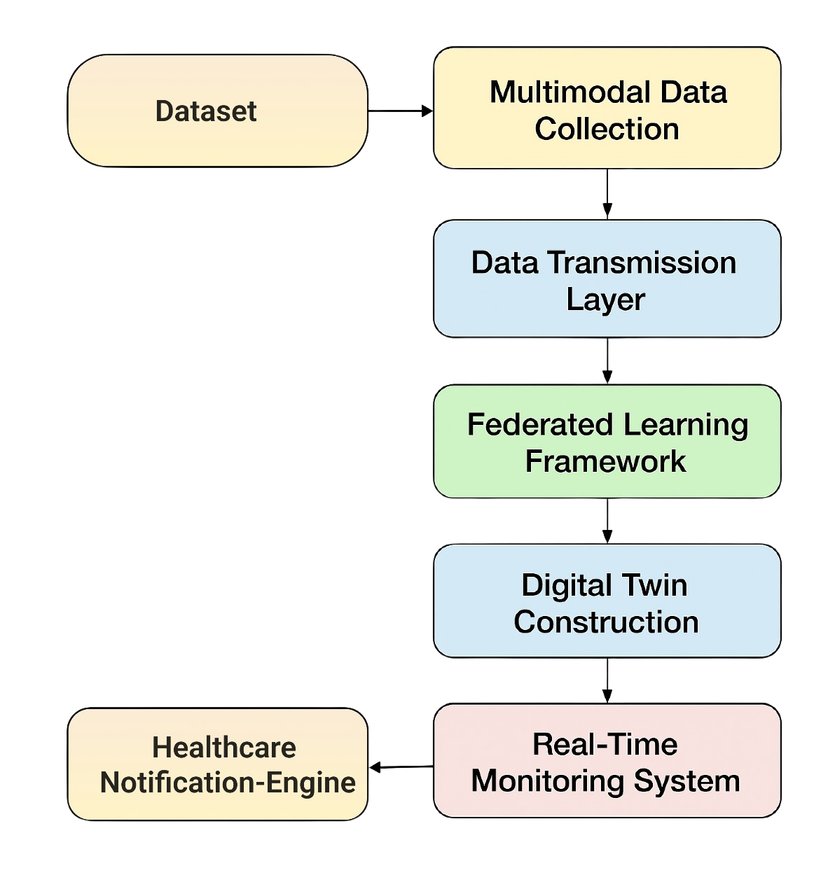 Dataset
Multimodal Data
Collection
Data Transmission
Layer
Federated Learning
Framework
Digital Twin
Construction
Real-Time
Monitoring System
Healthcare
Notification-Engine